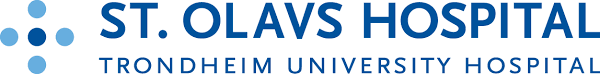 ST. OLAVS HOSPITAL
TRONDHEIM UNIVERSITY HOSPITAL